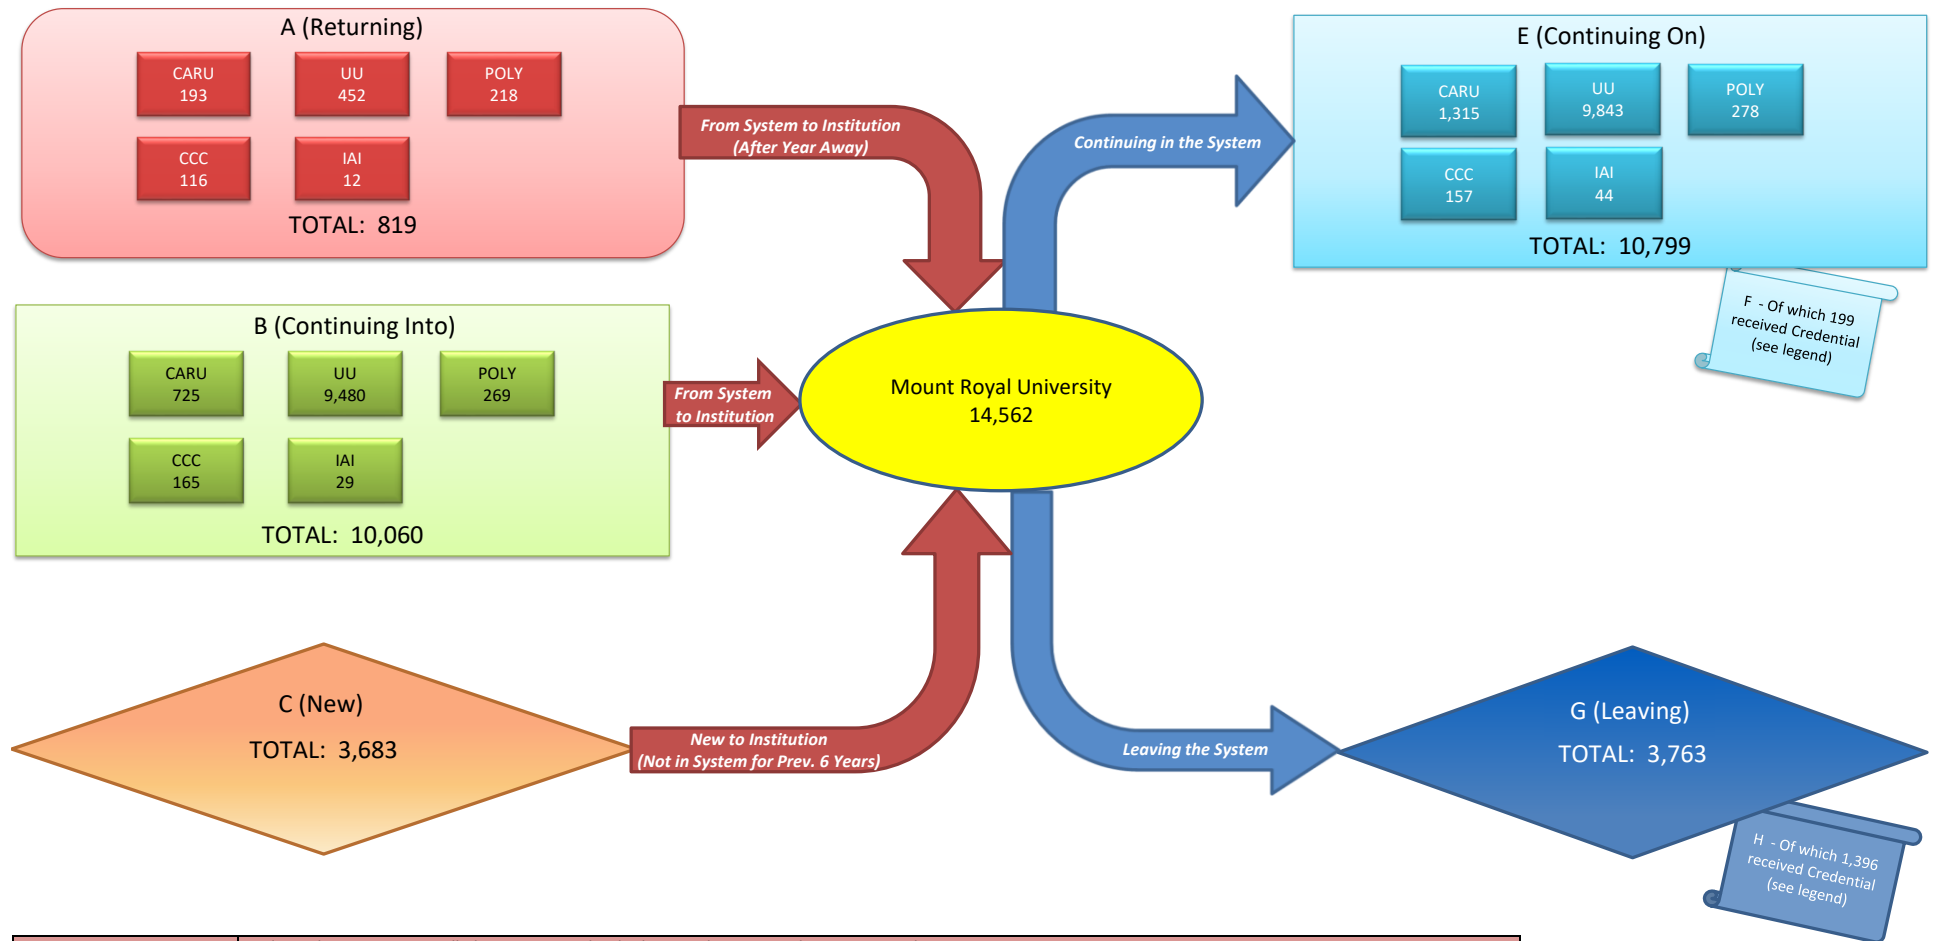 A (Returning)
CARU
193
UU
452
POLY
218
CCC
116
IAI
12
TOTAL: 819
From System to Institution
(After Year Away)
B (Continuing Into)
CARU
725
UU
9,480
POLY
269
CCC
165
IAI
29
TOTAL: 10,060
From System
to Institution
C (New)
TOTAL: 3,683
New to Institution
(Not in System for Prev. 6 Years)
Mount Royal University
14,562
Continuing in the System
E (Continuing On)
CARU
1,315
UU
9,843
POLY
278
CCC
157
IAI
44
TOTAL: 10,799
F - Of which 199
received Credential
(see legend)
Leaving the System
G (Leaving)
TOTAL: 3,763
H - Of which 1,396
received Credential
(see legend)